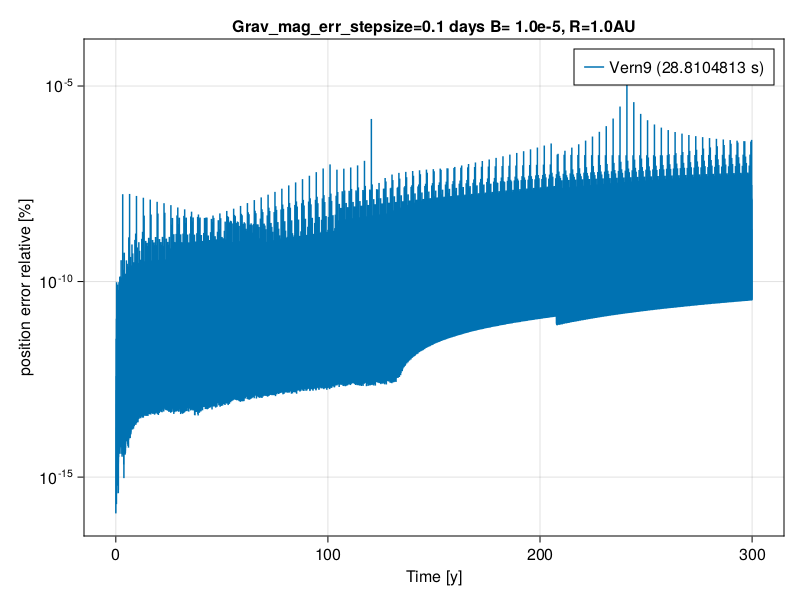 Grav_mag_err_stepsize=0.1 days B= 1.0e-5, R=1.0AU
Vern9 (28.8104813 s)
position error relative [%]
10^-5
10^-10
10^-15
0 100 200 300
Time [y]